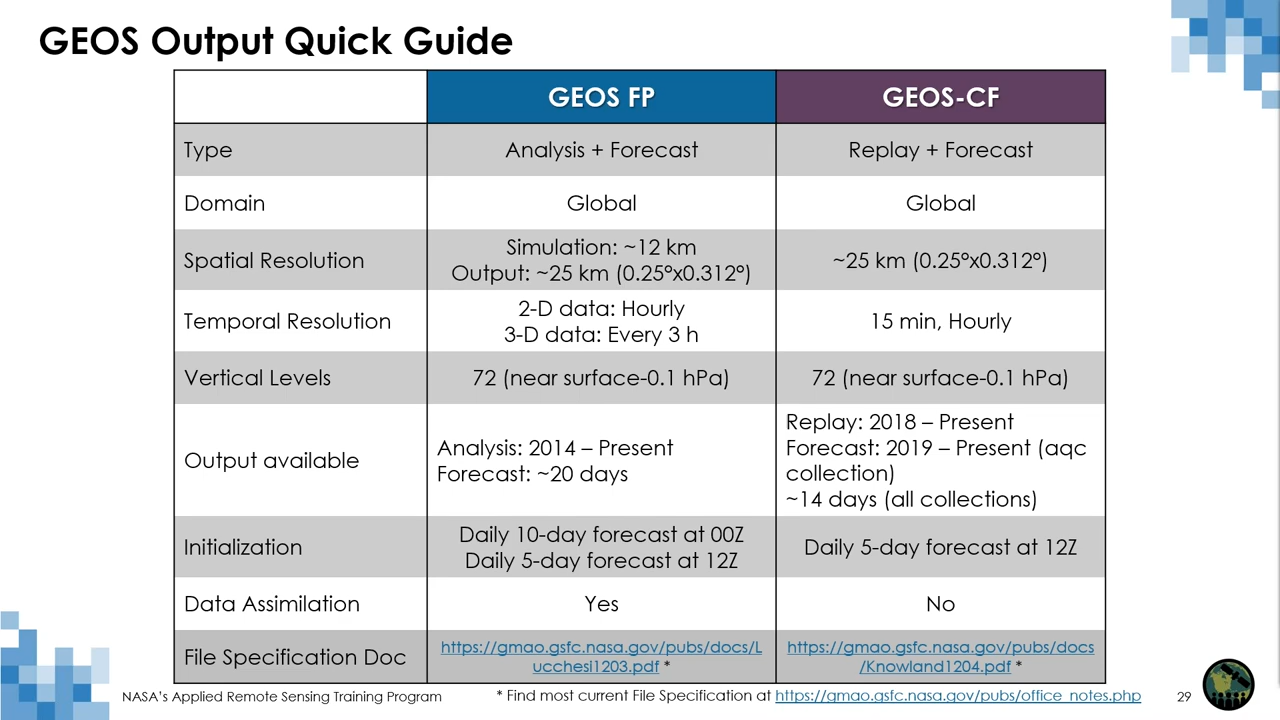 GEOS Output Quick Guide
GEOS FP
GEOS-CF
Type
Analysis + Forecast
Replay + Forecast
Domain
Global
Global
Spatial Resolution
Simulation: ~12 km
Output: ~25 km (0.25°x0.312°)
~25 km (0.25°x0.312°)
Temporal Resolution
2-D data: Hourly
3-D data: Every 3 h
15 min, Hourly
Vertical Levels
72 (near surface-0.1 hPa)
72 (near surface-0.1 hPa)
Output available
Analysis: 2014 – Present
Forecast: ~20 days
Replay: 2018 – Present
Forecast: 2019 – Present (aqc
collection)
~14 days (all collections)
Initialization
Daily 10-day forecast at 00Z
Daily 5-day forecast at 12Z
Daily 5-day forecast at 12Z
Data Assimilation
Yes
No
File Specification Doc
https://gmao.gsfc.nasa.gov/pubs/docs/L
ucchesi1203.pdf *
https://gmao.gsfc.nasa.gov/pubs/docs
/Knowland1204.pdf *
NASA's Applied Remote Sensing Training Program
* Find most current File Specification at https://gmao.gsfc.nasa.gov/pubs/office_notes.php
29